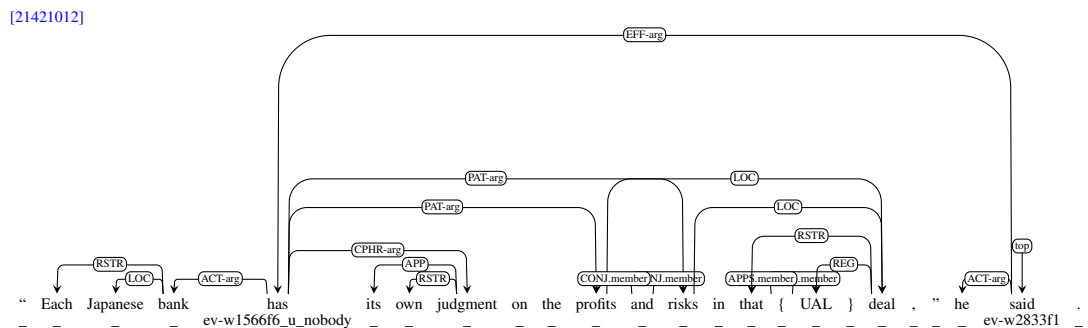 [21421012]
EFF-arg
PAT-arg LOC
PAT-arg LOC
CPHR-arg RSTR top
RSTR ACT-arg APP REG
LOC RSTR CONJ.member NJ.member APPS.member .member ACT-arg
“ Each Japanese bank has its own judgment on the profits and risks in that { UAL } deal , ” he said .
_ _ _ _ ev-w1566f6_u_nobody _ _ _ _ _ _ _ _ _ _ _ _ _ _ _ _ _ ev-w2833f1 _